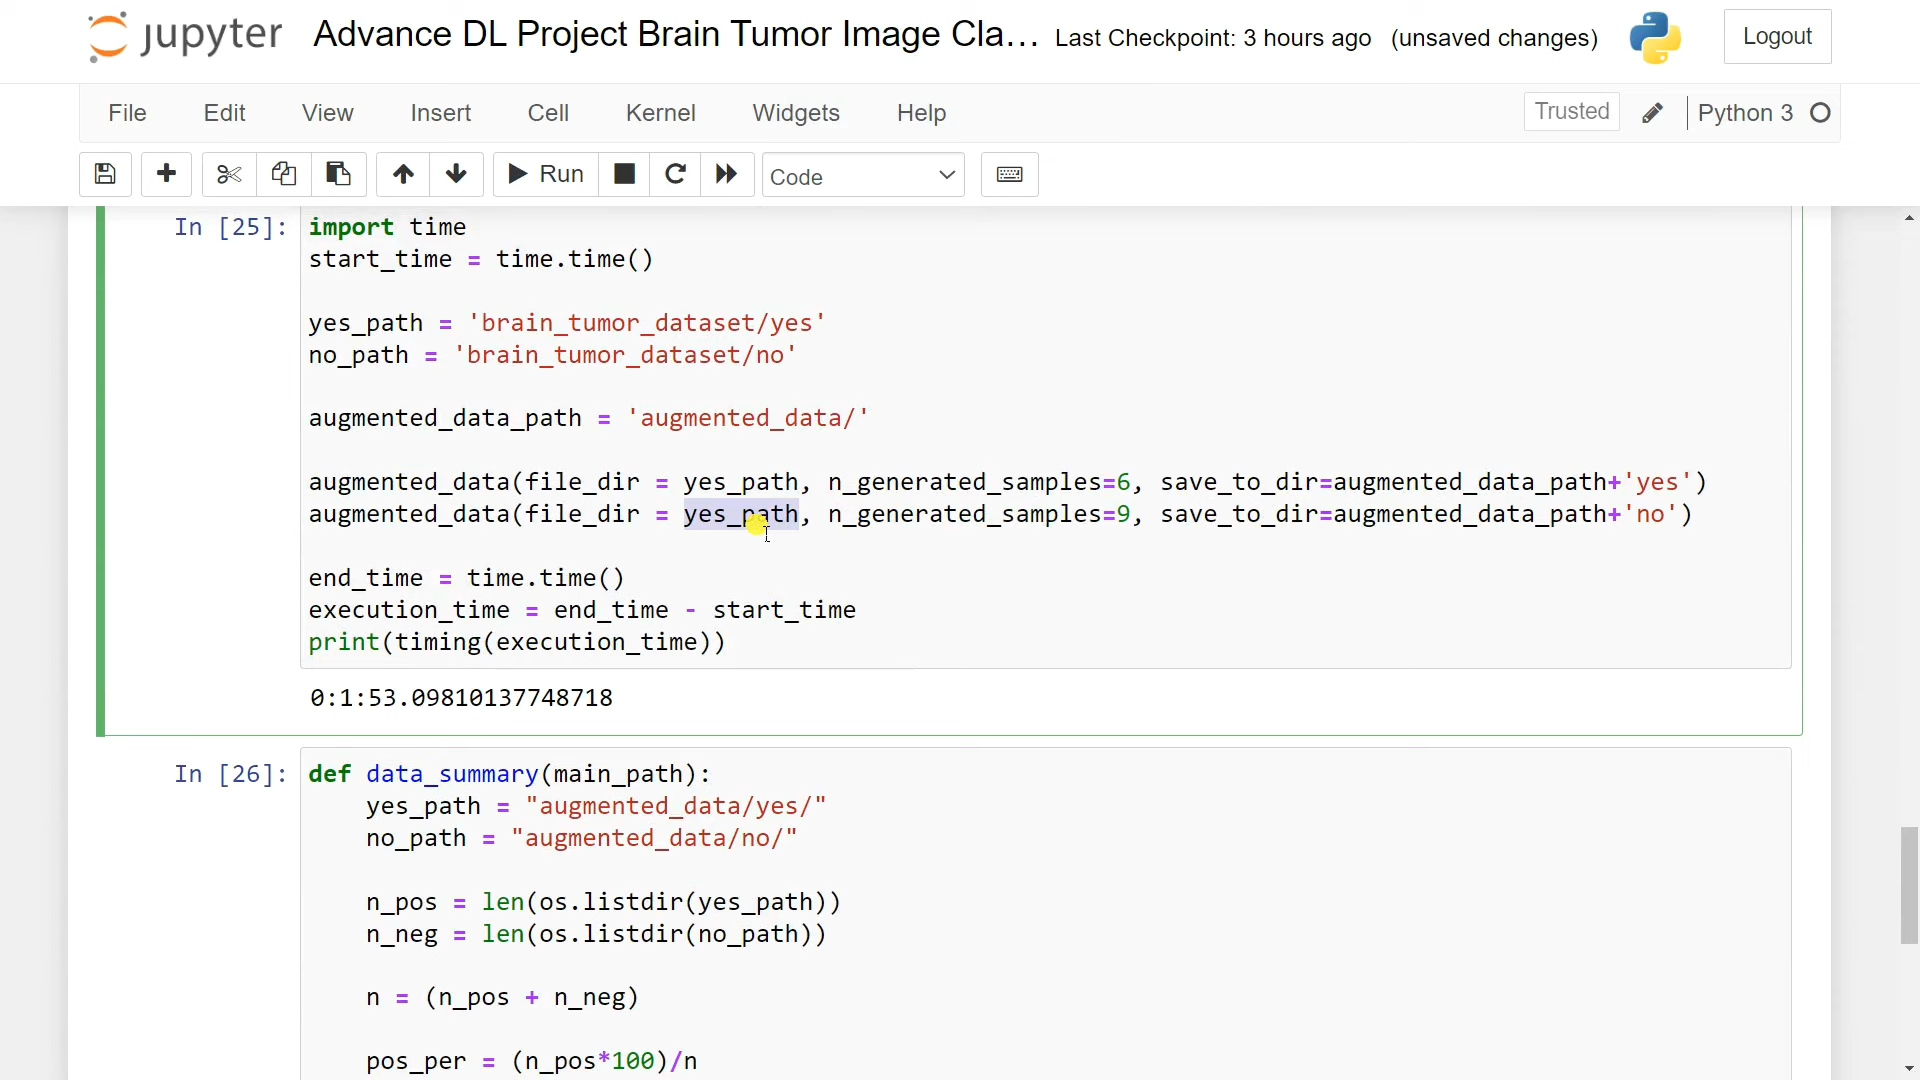 jupyter Advance DL Project Brain Tumor Image Cla... Last Checkpoint: 3 hours ago (unsaved changes) Logout
File Edit View Insert Cell Kernel Widgets Help Trusted Python 3
Run Code
In [25]: import time
start_time = time.time()
yes_path = 'brain_tumor_dataset/yes'
no_path = 'brain_tumor_dataset/no'
augmented_data_path = 'augmented_data/'
augmented_data(file_dir = yes_path, n_generated_samples=6, save_to_dir=augmented_data_path+'yes')
augmented_data(file_dir = yes_path, n_generated_samples=9, save_to_dir=augmented_data_path+'no')
end_time = time.time()
execution_time = end_time - start_time
print(timing(execution_time))
0:1:53.09810137748718
In [26]: def data_summary(main_path):
yes_path = "augmented_data/yes/"
no_path = "augmented_data/no/"
n_pos = len(os.listdir(yes_path))
n_neg = len(os.listdir(no_path))
n = (n_pos + n_neg)
pos_per = (n_pos*100)/n